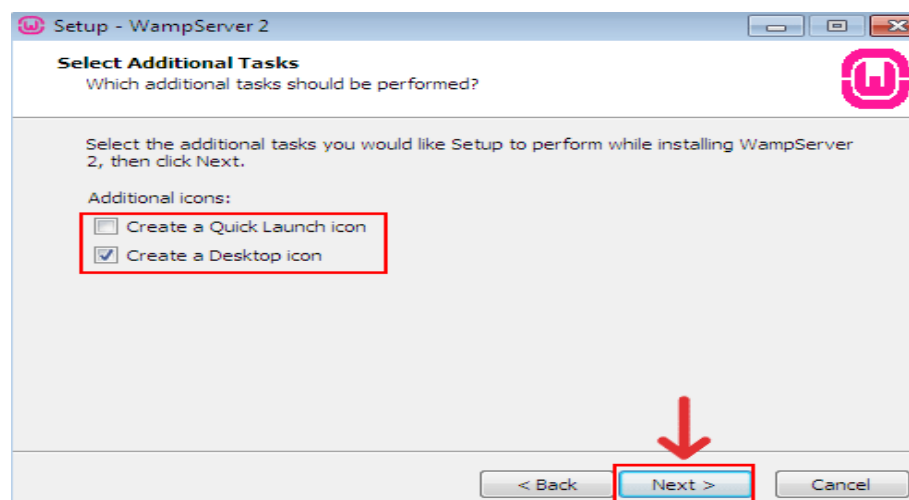 Setup - WampServer 2
Select Additional Tasks
Which additional tasks should be performed?
Select the additional tasks you would like Setup to perform while installing WampServer
2, then click Next.
Additional icons:
Create a Quick Launch icon
Create a Desktop icon
< Back
Next >
Cancel